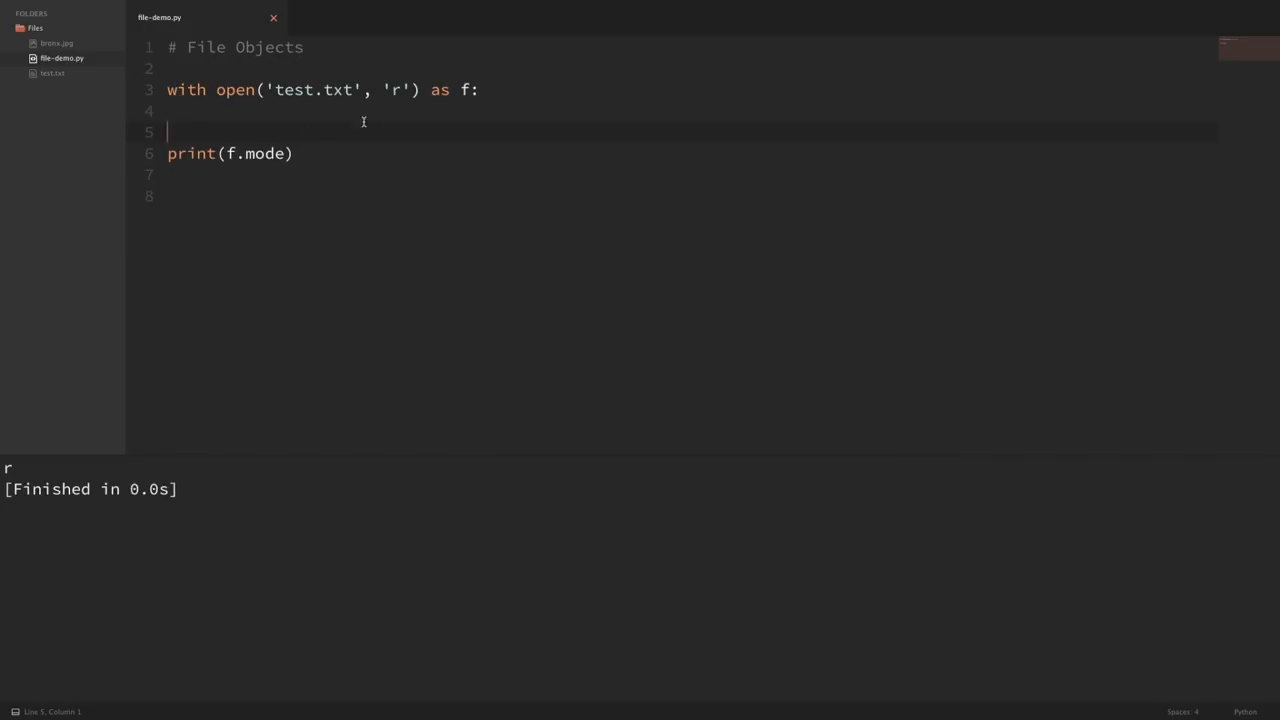 FOLDERS
Files
bronx.jpg
file-demo.py
test.txt
file-demo.py
1 # File Objects
2
3 with open('test.txt', 'r') as f:
4
5
6 print(f.mode)
7
8
r
[Finished in 0.0s]
Line 5, Column 1
Spaces: 4
Python